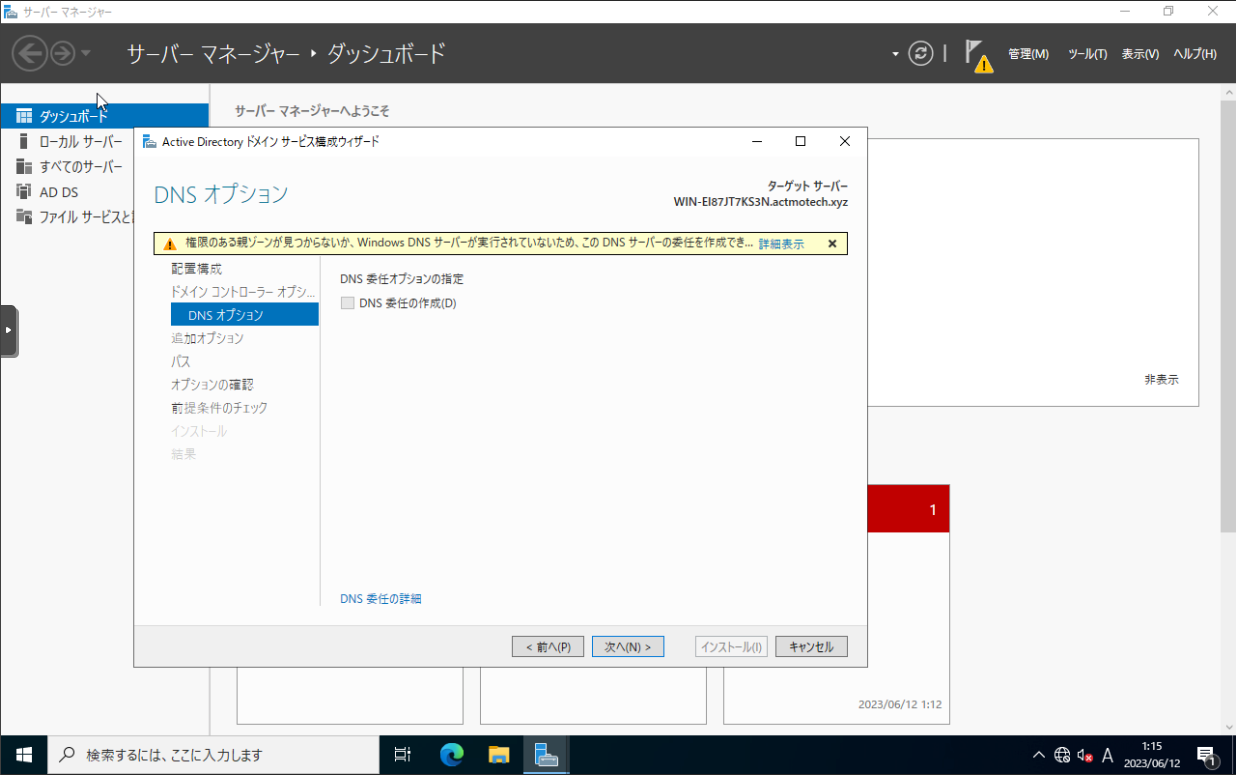 サーバー マネージャー
サーバー マネージャー ‣ ダッシュボード
管理(M) ツール(T) 表示(V) ヘルプ(H)
ダッシュボード
ローカル サーバー
すべてのサーバー
AD DS
ファイル サービスと
サーバー マネージャーへようこそ
非表示
1
2023/06/12 1:12
Active Directory ドメイン サービス構成ウィザード
DNS オプション
ターゲット サーバー
WIN-EI87JT7KS3N.actmotech.xyz
権限のある親ゾーンが見つからないか、Windows DNS サーバーが実行されていないため、この DNS サーバーの委任を作成でき... 詳細表示
配置構成
ドメイン コントローラー オプシ...
DNS オプション
追加オプション
パス
オプションの確認
前提条件のチェック
インストール
結果
DNS 委任オプションの指定
DNS 委任の作成(D)
DNS 委任の詳細
< 前へ(P) 次へ(N) > インストール(I) キャンセル
検索するには、ここに入力します
A
1:15
2023/06/12
1